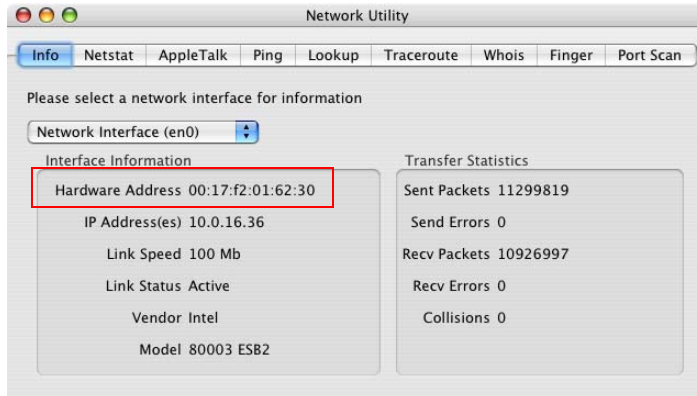 Network Utility
Info Netstat AppleTalk Ping Lookup Traceroute Whois Finger Port Scan
Please select a network interface for information
Network Interface (en0)
Interface Information
Hardware Address 00:17:f2:01:62:30
IP Address(es) 10.0.16.36
Link Speed 100 Mb
Link Status Active
Vendor Intel
Model 80003 ESB2
Transfer Statistics
Sent Packets 11299819
Send Errors 0
Recv Packets 10926997
Recv Errors 0
Collisions 0